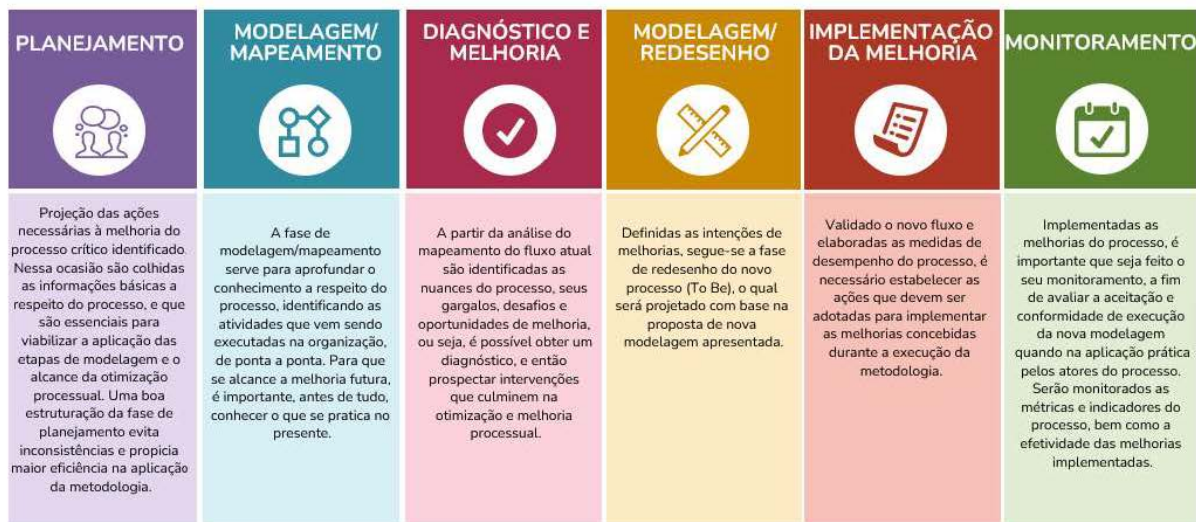 PLANEJAMENTO
Projeção das ações
necessárias à melhoria do
processo crítico identificado.
Nessa ocasião são colhidas
as informações básicas a
respeito do processo, e que
são essenciais para
viabilizar a aplicação das
etapas de modelagem e o
alcance da otimização
processual. Uma boa
estruturação da fase de
planejamento evita
inconsistências e propicia
maior eficiência na aplicação
da metodologia.
MODELAGEM/
MAPEAMENTO
A fase de
modelagem/mapeamento
serve para aprofundar o
conhecimento a respeito do
processo, identificando as
atividades que vem sendo
executadas na organização,
de ponta a ponta. Para que
se alcance a melhoria futura,
é importante, antes de tudo,
conhecer o que se pratica no
presente.
DIAGNÓSTICO E
MELHORIA
A partir da análise do
mapeamento do fluxo atual
são identificadas as
nuances do processo, seus
gargalos, desafios e
oportunidades de melhoria,
ou seja, é possível obter um
diagnóstico, e então
prospectar intervenções
que culminem na
otimização e melhoria
processual.
MODELAGEM/
REDESENHO
Definidas as intenções de
melhorias, segue-se a fase
de redesenho do novo
processo (To Be), o qual
será projetado com base na
proposta de nova
modelagem apresentada.
IMPLEMENTAÇÃO
DA MELHORIA
Validado o novo fluxo e
elaboradas as medidas de
desempenho do processo, é
necessário estabelecer as
ações que devem ser
adotadas para implementar
as melhorias concebidas
durante a execução da
metodologia.
MONITORAMENTO
Implementadas as
melhorias do processo, é
importante que seja feito o
seu monitoramento, a fim
de avaliar a aceitação e
conformidade de execução
da nova modelagem
quando na aplicação prática
pelos atores do processo.
Serão monitorados as
métricas e indicadores do
processo, bem como a
efetividade das melhorias
implementadas.